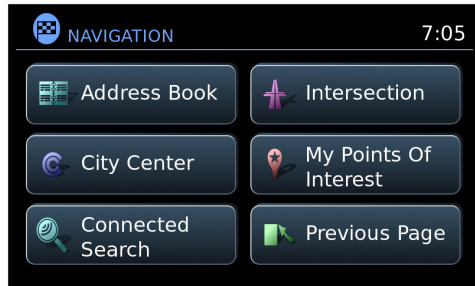 NAVIGATION 7:05
Address Book Intersection
City Center My Points Of
Interest
Connected
Search Previous Page